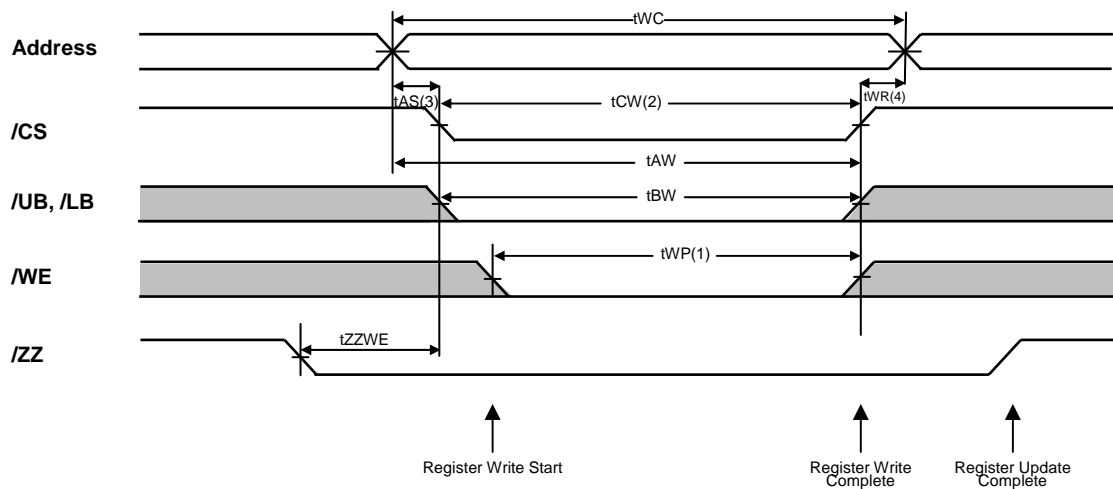 tWC
Address
tAS(3)
tCW(2)
tWR(4)
/CS
tAW
/UB, /LB
tBW
/WE
tWP(1)
/ZZ
tZZWE
Register Write Start
Register Write
Complete
Register Update
Complete